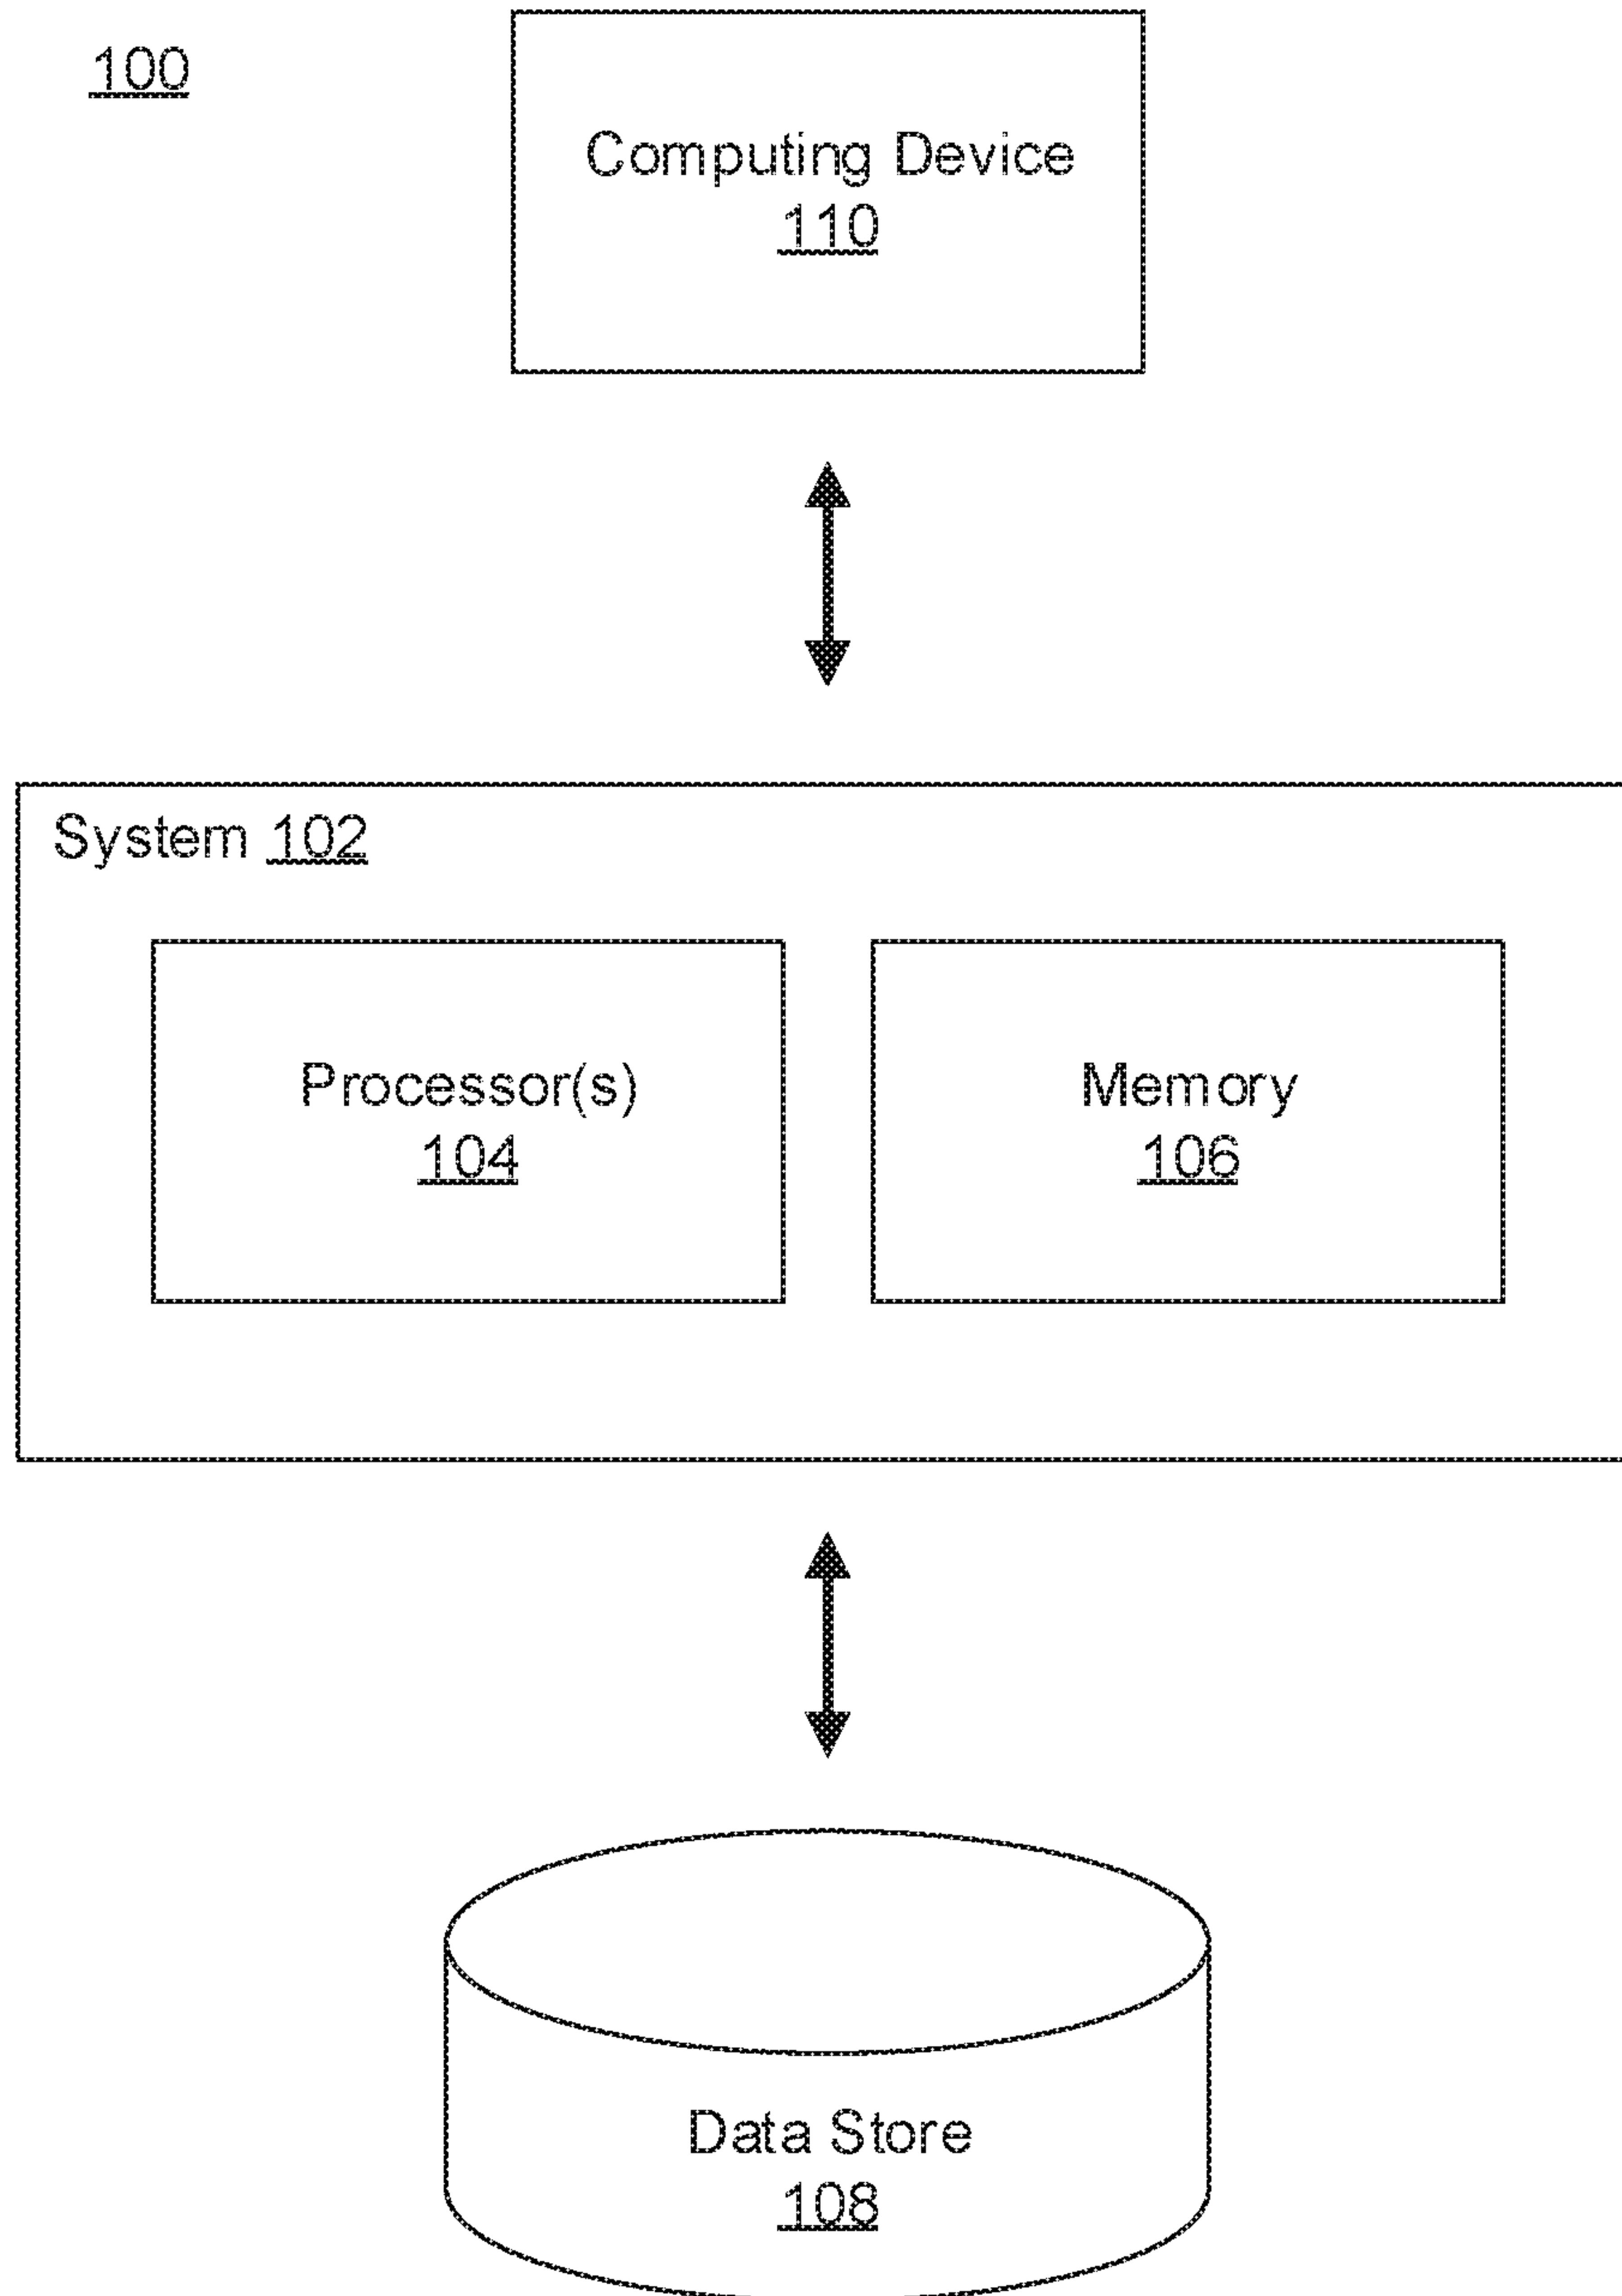 100
Computing Device
110
System 102
Processor(s)
104
Memory
106
Data Store
108